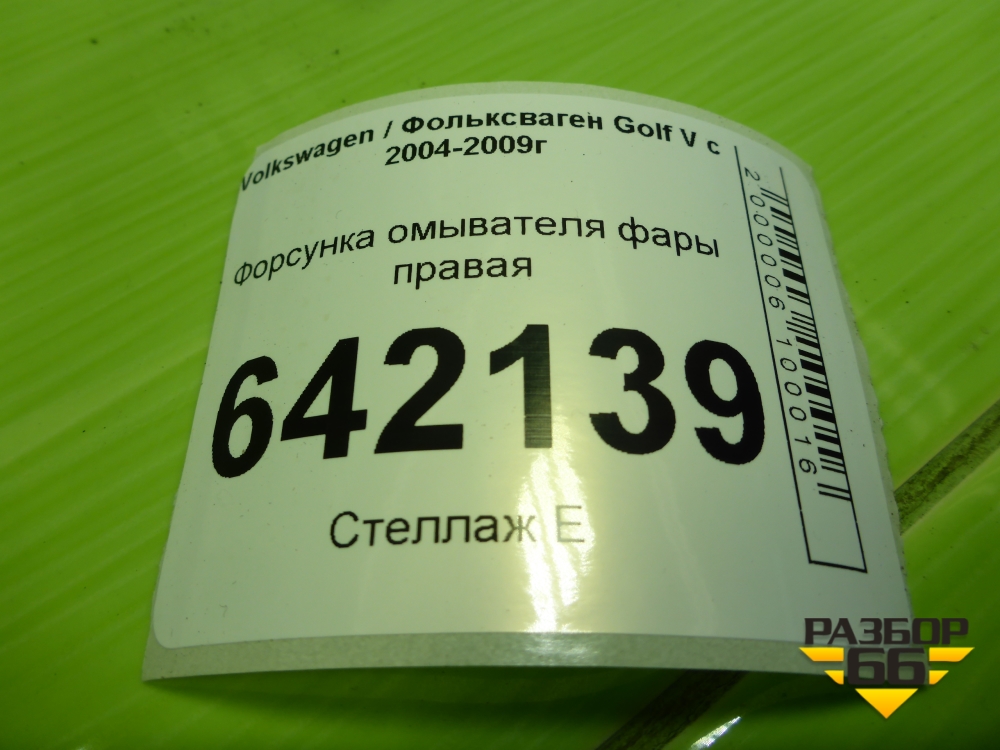 Volkswagen / Фольксваген Golf V с
2004-2009г
Форсунка омывателя фары
правая
642139
Стеллаж Е
2000006100016
РАЗБОР
66